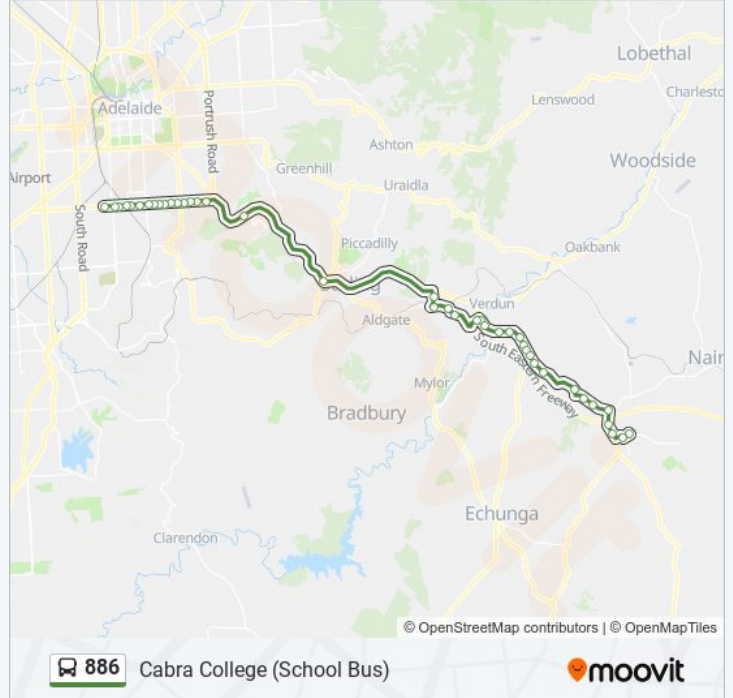 Lobethal
Charlesto
Lenswood
Adelaide
Portrush Road
Ashton
Woodside
Greenhill
Airport
Uraidla
South Road
Piccadilly
Oakbank
Verdun
Aldgate
South Eastern Freeway
Nair
Mylor
Bradbury
Echunga
Clarendon
© OpenStreetMap contributors | © OpenMapTiles
886 Cabra College (School Bus)
moovit